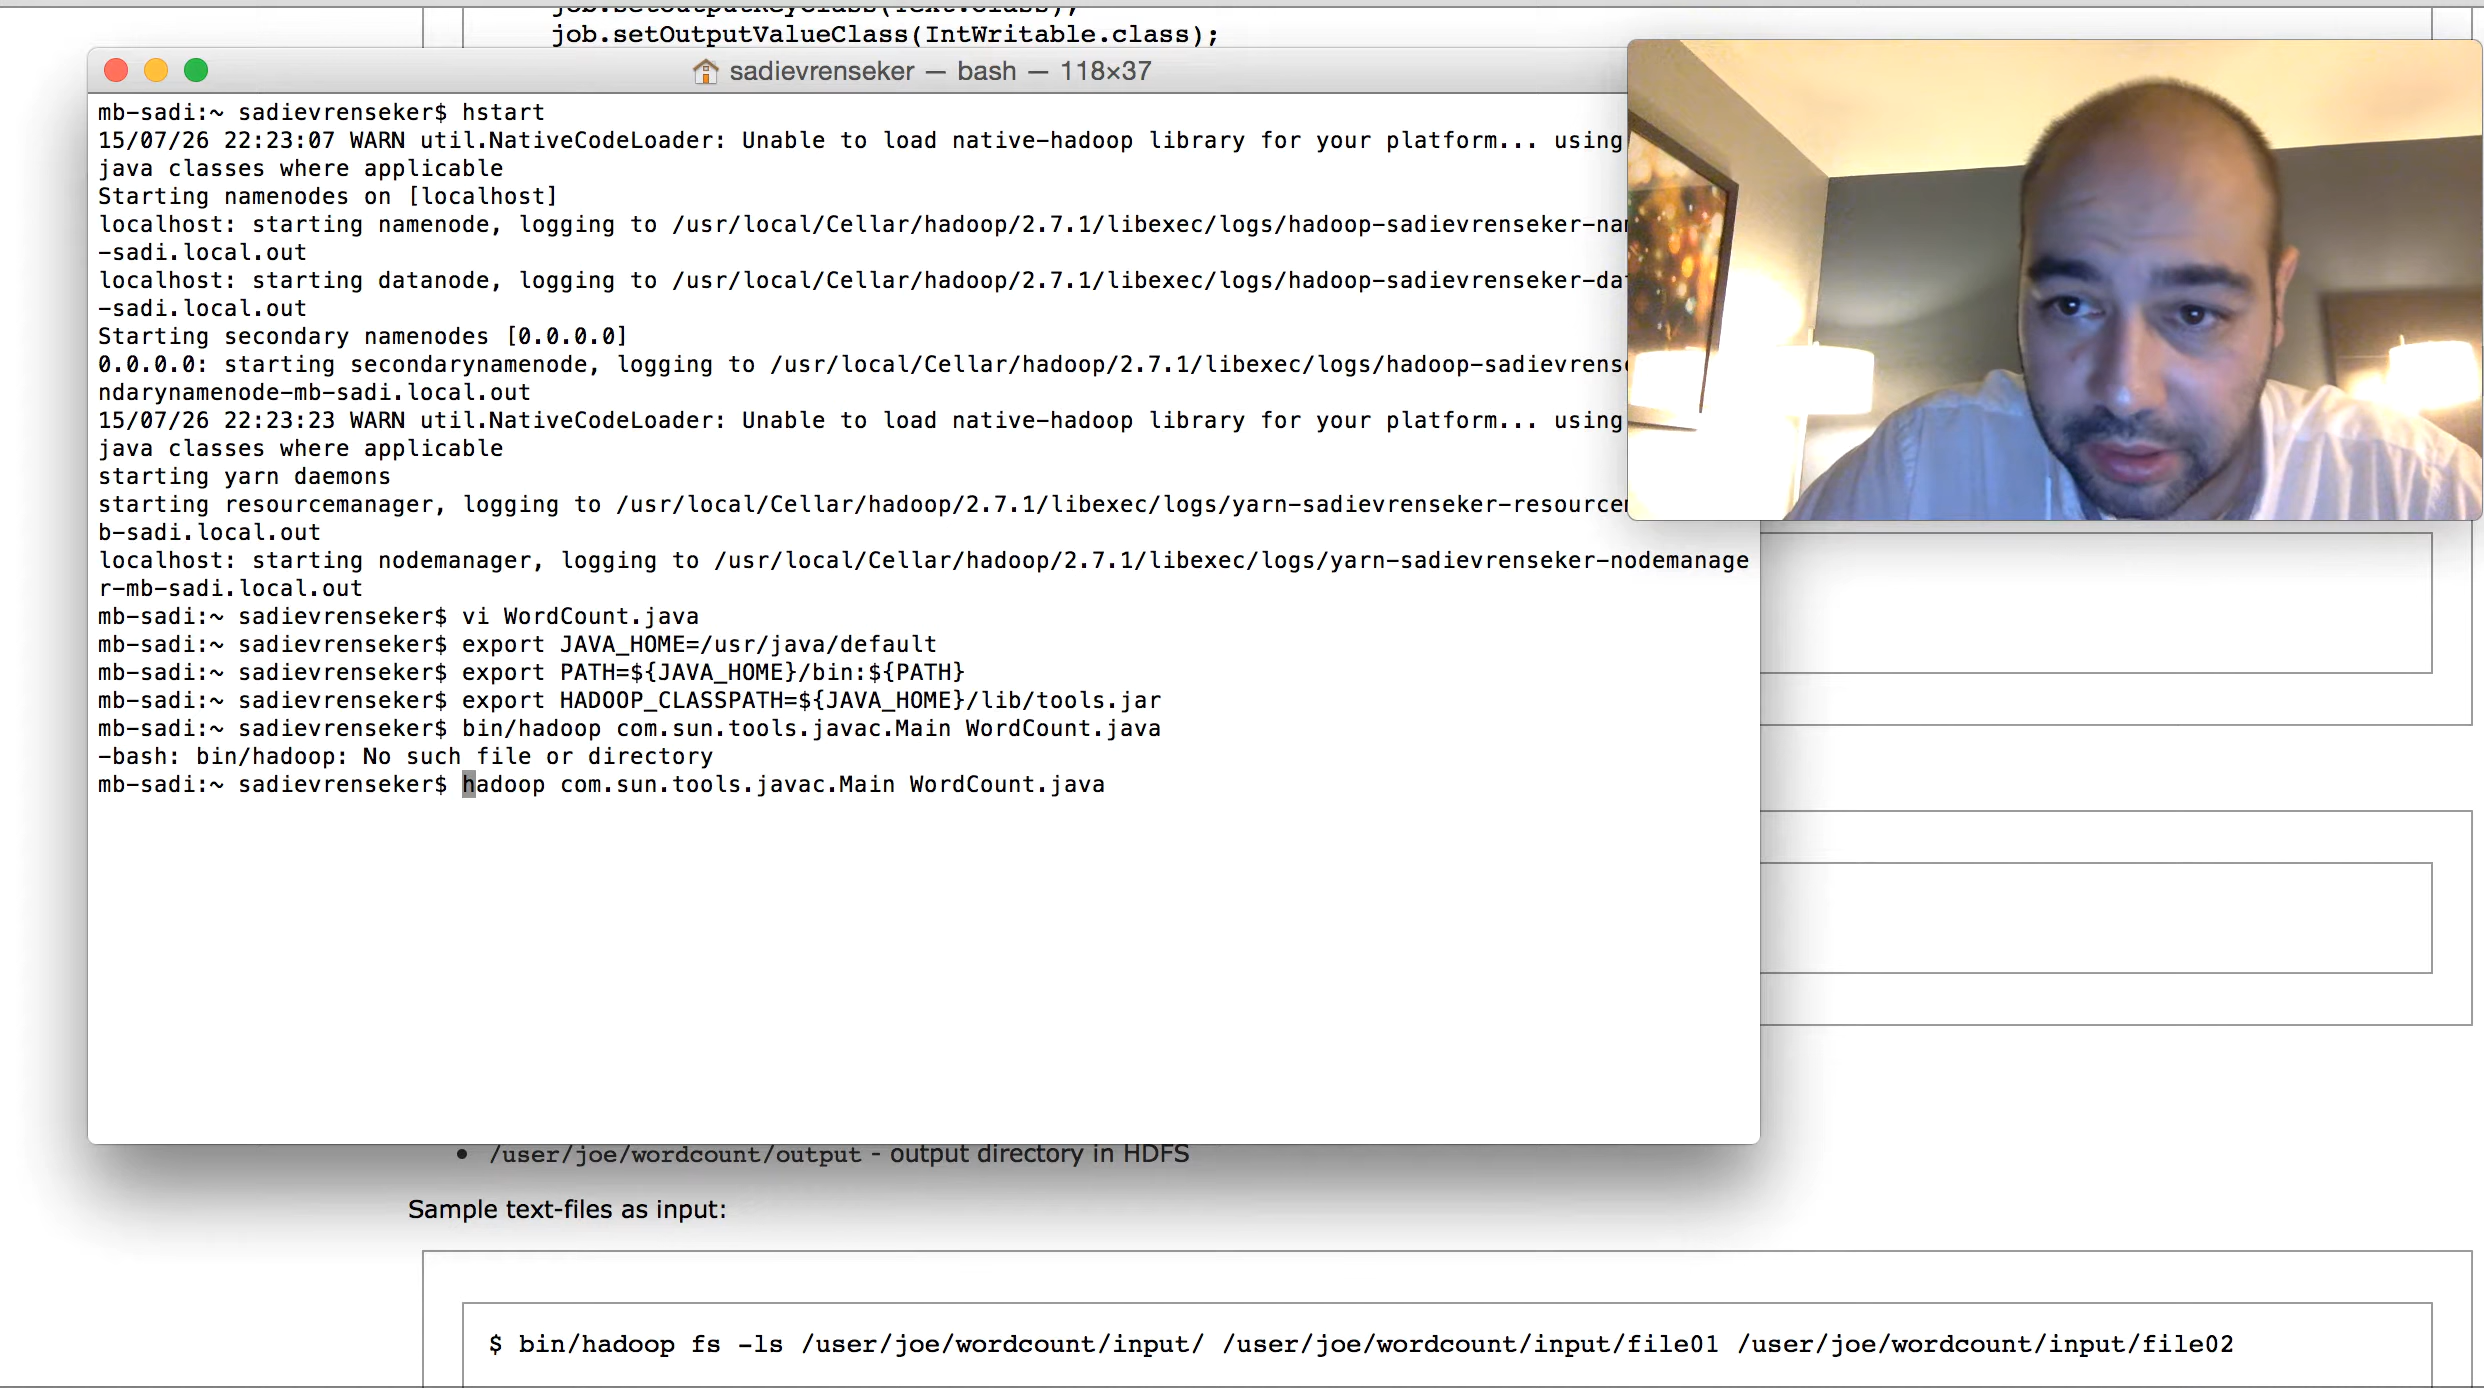 job.setOutputKeyClass(Text.class);
job.setOutputValueClass(IntWritable.class);
sadievrenseker — bash — 118×37
mb-sadi:~ sadievrenseker$ hstart
15/07/26 22:23:07 WARN util.NativeCodeLoader: Unable to load native-hadoop library for your platform... using
java classes where applicable
Starting namenodes on [localhost]
localhost: starting namenode, logging to /usr/local/Cellar/hadoop/2.7.1/libexec/logs/hadoop-sadievrenseker-na
-sadi.local.out
localhost: starting datanode, logging to /usr/local/Cellar/hadoop/2.7.1/libexec/logs/hadoop-sadievrenseker-da
-sadi.local.out
Starting secondary namenodes [0.0.0.0]
0.0.0.0: starting secondarynamenode, logging to /usr/local/Cellar/hadoop/2.7.1/libexec/logs/hadoop-sadievrens
ndarynamenode-mb-sadi.local.out
15/07/26 22:23:23 WARN util.NativeCodeLoader: Unable to load native-hadoop library for your platform... using
java classes where applicable
starting yarn daemons
starting resourcemanager, logging to /usr/local/Cellar/hadoop/2.7.1/libexec/logs/yarn-sadievrenseker-resource
b-sadi.local.out
localhost: starting nodemanager, logging to /usr/local/Cellar/hadoop/2.7.1/libexec/logs/yarn-sadievrenseker-nodemanage
r-mb-sadi.local.out
mb-sadi:~ sadievrenseker$ vi WordCount.java
mb-sadi:~ sadievrenseker$ export JAVA_HOME=/usr/java/default
mb-sadi:~ sadievrenseker$ export PATH=${JAVA_HOME}/bin:${PATH}
mb-sadi:~ sadievrenseker$ export HADOOP_CLASSPATH=${JAVA_HOME}/lib/tools.jar
mb-sadi:~ sadievrenseker$ bin/hadoop com.sun.tools.javac.Main WordCount.java
-bash: bin/hadoop: No such file or directory
mb-sadi:~ sadievrenseker$ hadoop com.sun.tools.javac.Main WordCount.java
• /user/joe/wordcount/output - output directory in HDFS
Sample text-files as input:
$ bin/hadoop fs -ls /user/joe/wordcount/input/ /user/joe/wordcount/input/file01 /user/joe/wordcount/input/file02